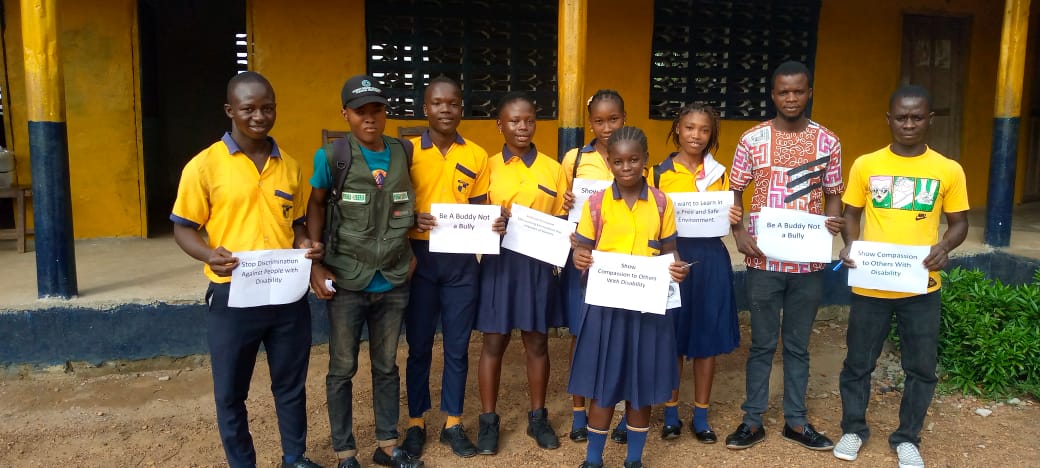 Stop Discrimination
Against People with
Disability
Be A Buddy Not
a Bully
Show
Show Compassion to
Others With Disability
I want to Learn in
a Free and Safe
Environment.
Be A Buddy Not
a Bully
Show Compassion
to Others With
Disability